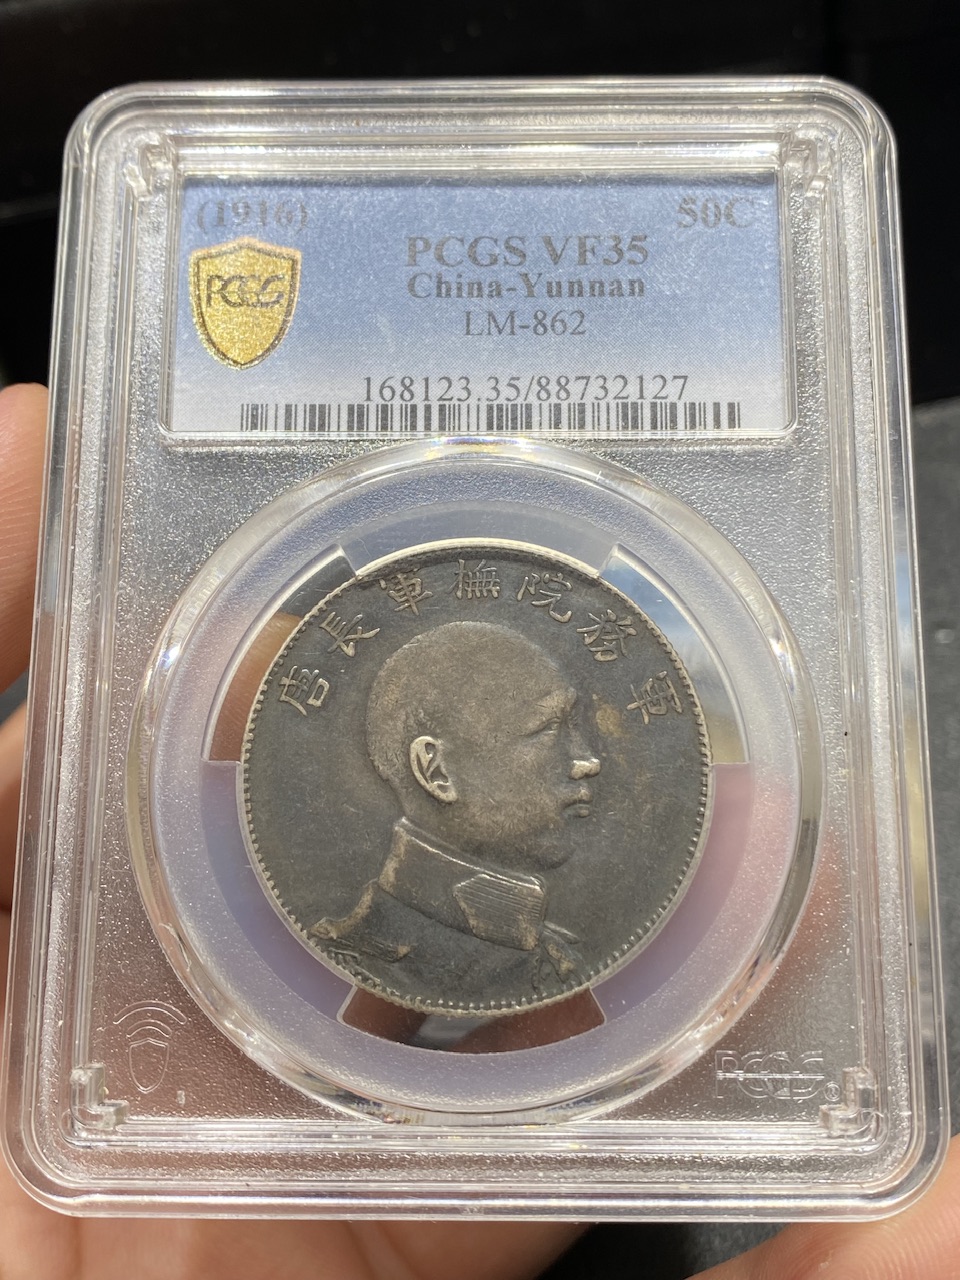 (1916) 50C
PCGS VF35
PCGS
China-Yunnan
LM-862
168123.35/88732127
軍務院撫軍長唐
PCGS®